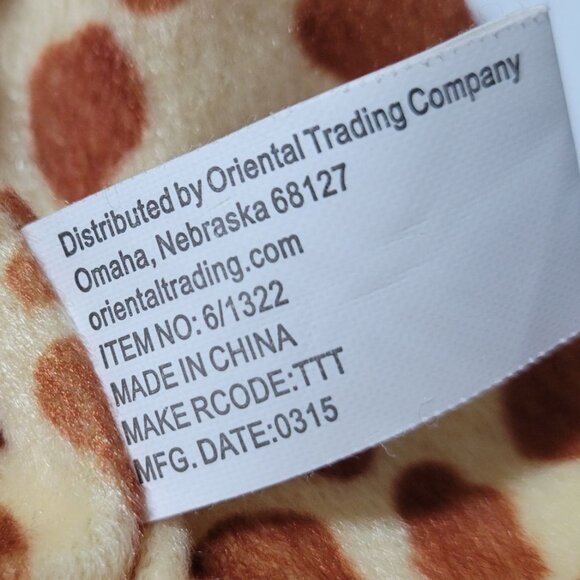 Distributed by Oriental Trading Company
Omaha, Nebraska 68127
orientaltrading.com
ITEM NO: 6/1322
MADE IN CHINA
MAKE RCODE:TTT
MFG. DATE:0315